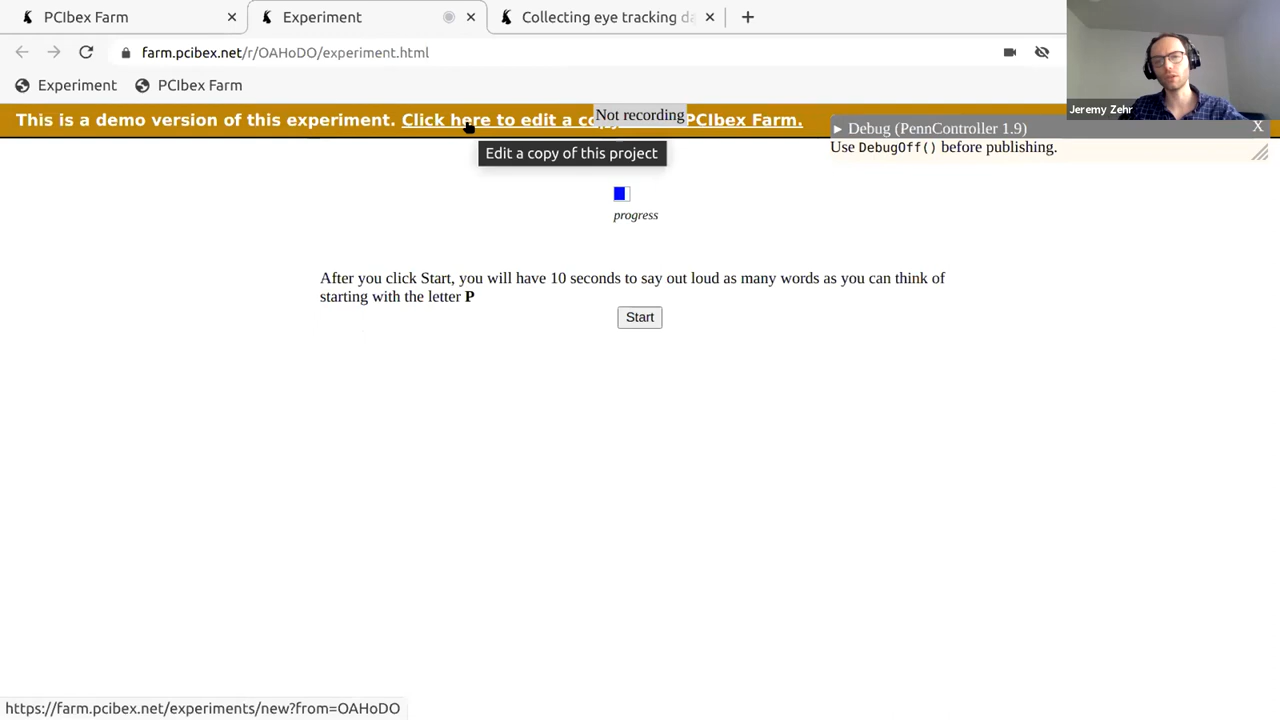 PCIbex Farm
Experiment
Collecting eye tracking da
farm.pcibex.net/r/OAHoDO/experiment.html
Experiment
PCIbex Farm
Jeremy Zehr
This is a demo version of this experiment. Click here to edit a co PCIbex Farm.
Not recording
Edit a copy of this project
▸ Debug (PennController 1.9) X
Use DebugOff() before publishing.
progress
After you click Start, you will have 10 seconds to say out loud as many words as you can think of
starting with the letter P
Start
https://farm.pcibex.net/experiments/new?from=OAHoDO